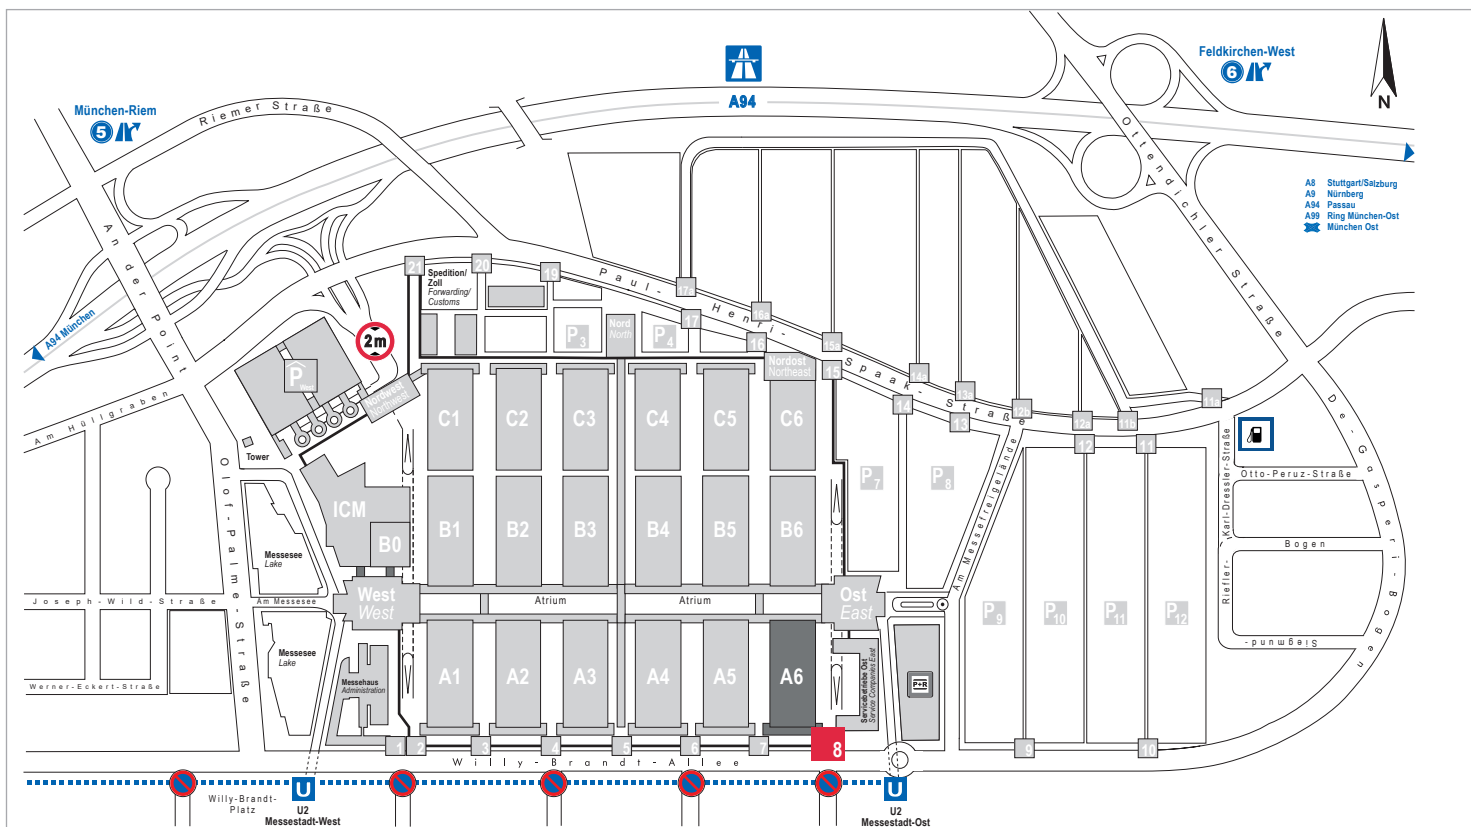 Feldkirchen-West
6
A94
N
München-Riem
5
Riemer Straße
Ottendichler Straße
A8 Stuttgart/Salzburg
A9 Nürnberg
A94 Passau
A99 Ring München-Ost
München Ost
An der Point
A94 München
21
20
19
17a
16a
15a
14a
13a
12b
12a
11b
11a
Spedition/
Zoll
Forwarding/
Customs
Paul-Henri-Spaak-Straße
2m
P3
Nord
North
P4
17
16
15
14
13
12
11
Nordost
Northeast
P
West
Nordwest
Northwest
Am Hüllgraben
Tower
C1
C2
C3
C4
C5
C6
P7
P8
Am Messefreigelände
Karl-Dressler-Straße
Otto-Peruz-Straße
De-Gasperi-Bogen
Olof-Palme-Straße
ICM
B0
B1
B2
B3
B4
B5
B6
Riefler-
Bogen
Messesee
Lake
Joseph-Wild-Straße
Am Messesee
West
West
Atrium
Atrium
Ost
East
P9
P10
P11
P12
Siegmund-
Messesee
Lake
Werner-Eckert-Straße
Messehaus
Administration
A1
A2
A3
A4
A5
A6
Servicebetriebe Ost
Service Companies East
P+R
1
2
3
4
5
6
7
8
9
10
Willy-Brandt-Allee
Willy-Brandt-
Platz
U
U2
Messestadt-West
U
U2
Messestadt-Ost